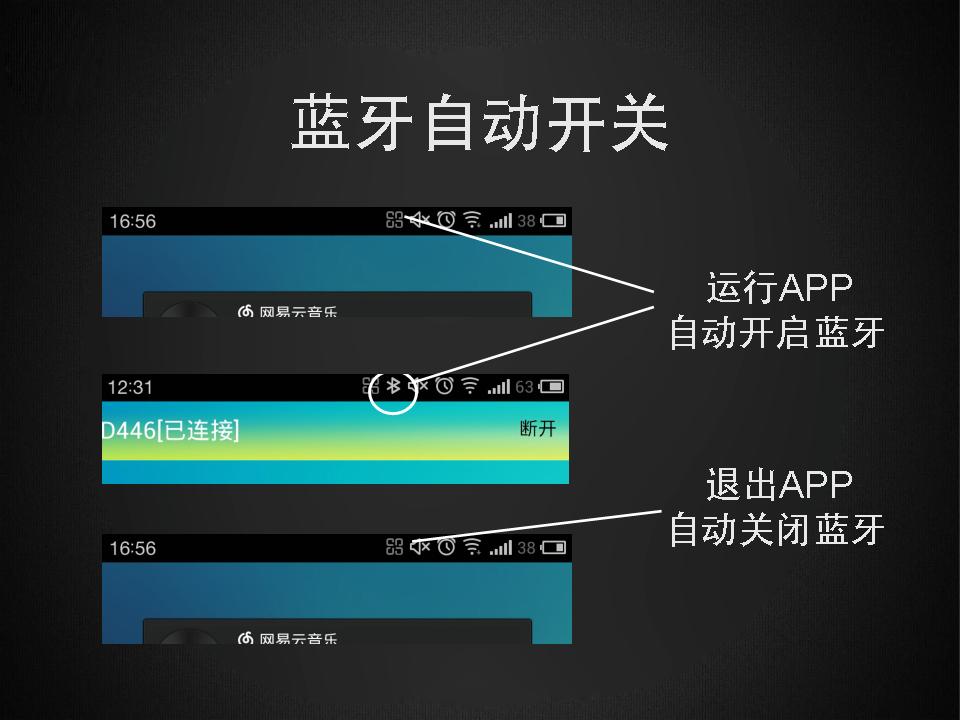 蓝牙自动开关
16:56
38
网易云音乐
运行APP
自动开启蓝牙
12:31
63
D446[已连接]
断开
退出APP
自动关闭蓝牙
16:56
38
网易云音乐